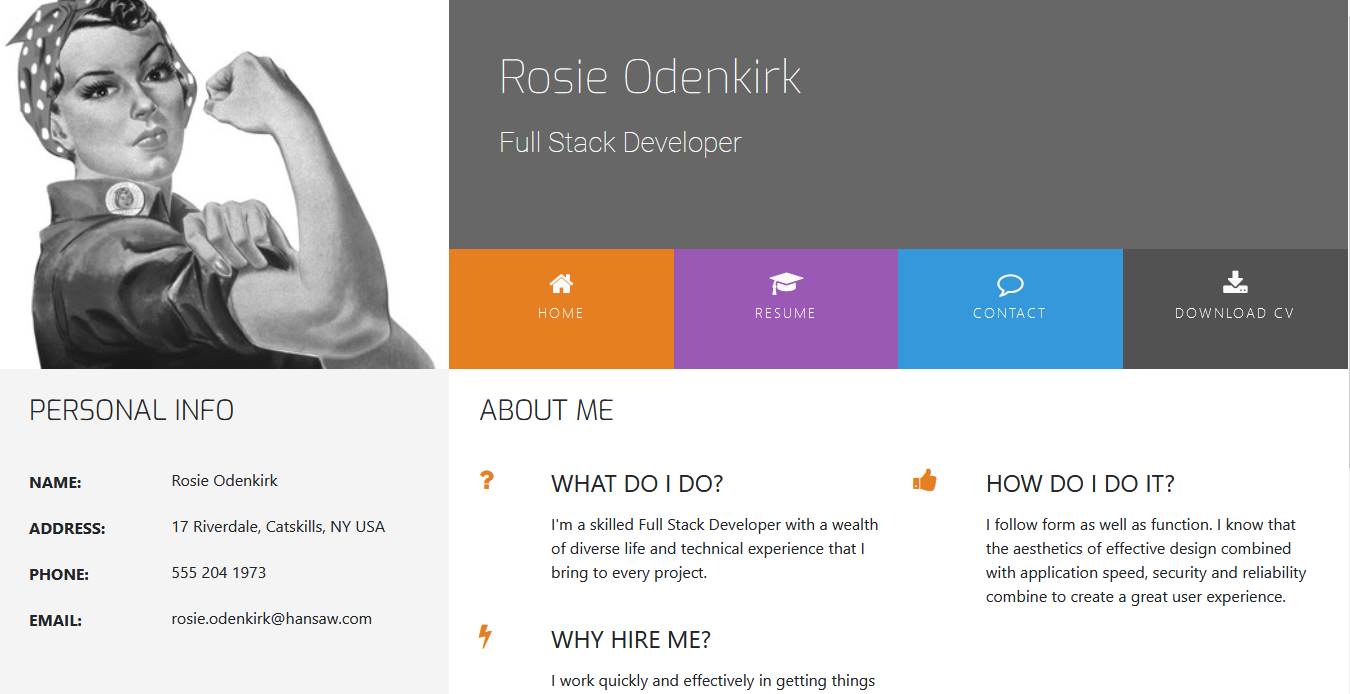 Rosie Odenkirk
Full Stack Developer
HOME
RESUME
CONTACT
DOWNLOAD CV
PERSONAL INFO
NAME:
Rosie Odenkirk
ADDRESS:
17 Riverdale, Catskills, NY USA
PHONE:
555 204 1973
EMAIL:
rosie.odenkirk@hansaw.com
ABOUT ME
?
WHAT DO I DO?
I'm a skilled Full Stack Developer with a wealth
of diverse life and technical experience that I
bring to every project.
HOW DO I DO IT?
I follow form as well as function. I know that
the aesthetics of effective design combined
with application speed, security and reliability
combine to create a great user experience.
WHY HIRE ME?
I work quickly and effectively in getting things